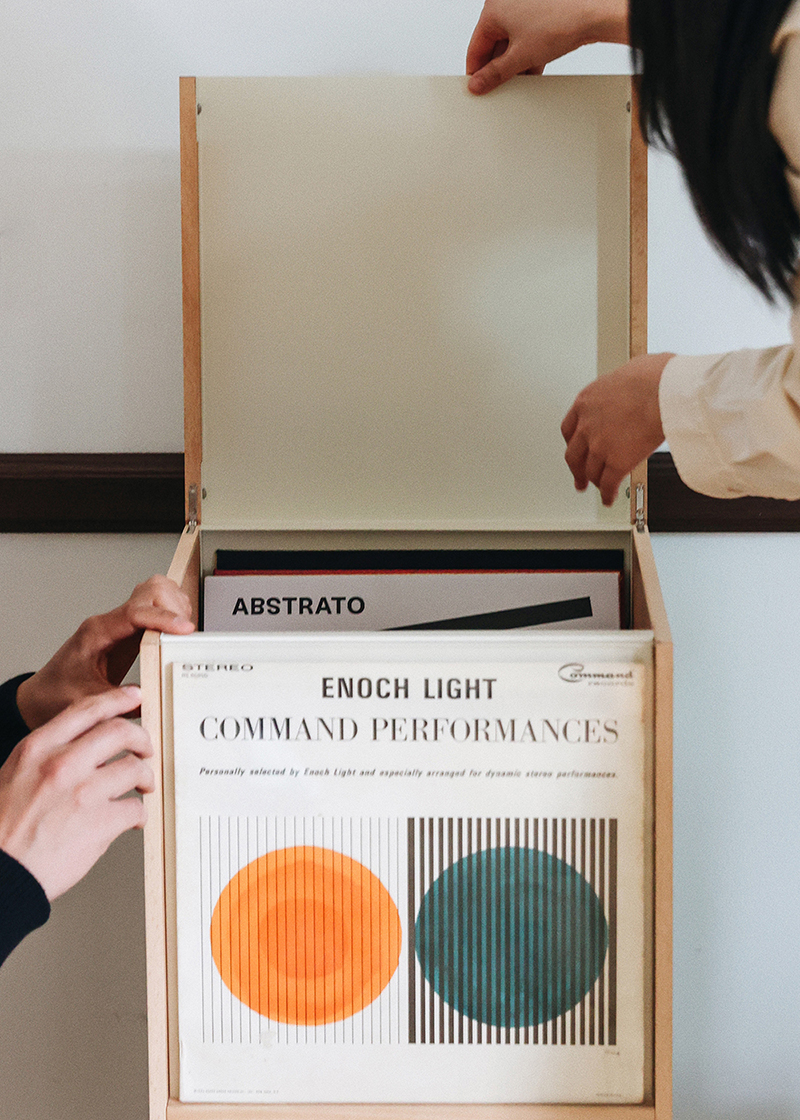 ABSTRATO
STEREO
Command
records
ENOCH LIGHT
COMMAND PERFORMANCES
Personally selected by Enoch Light and especially arranged for dynamic stereo performances.